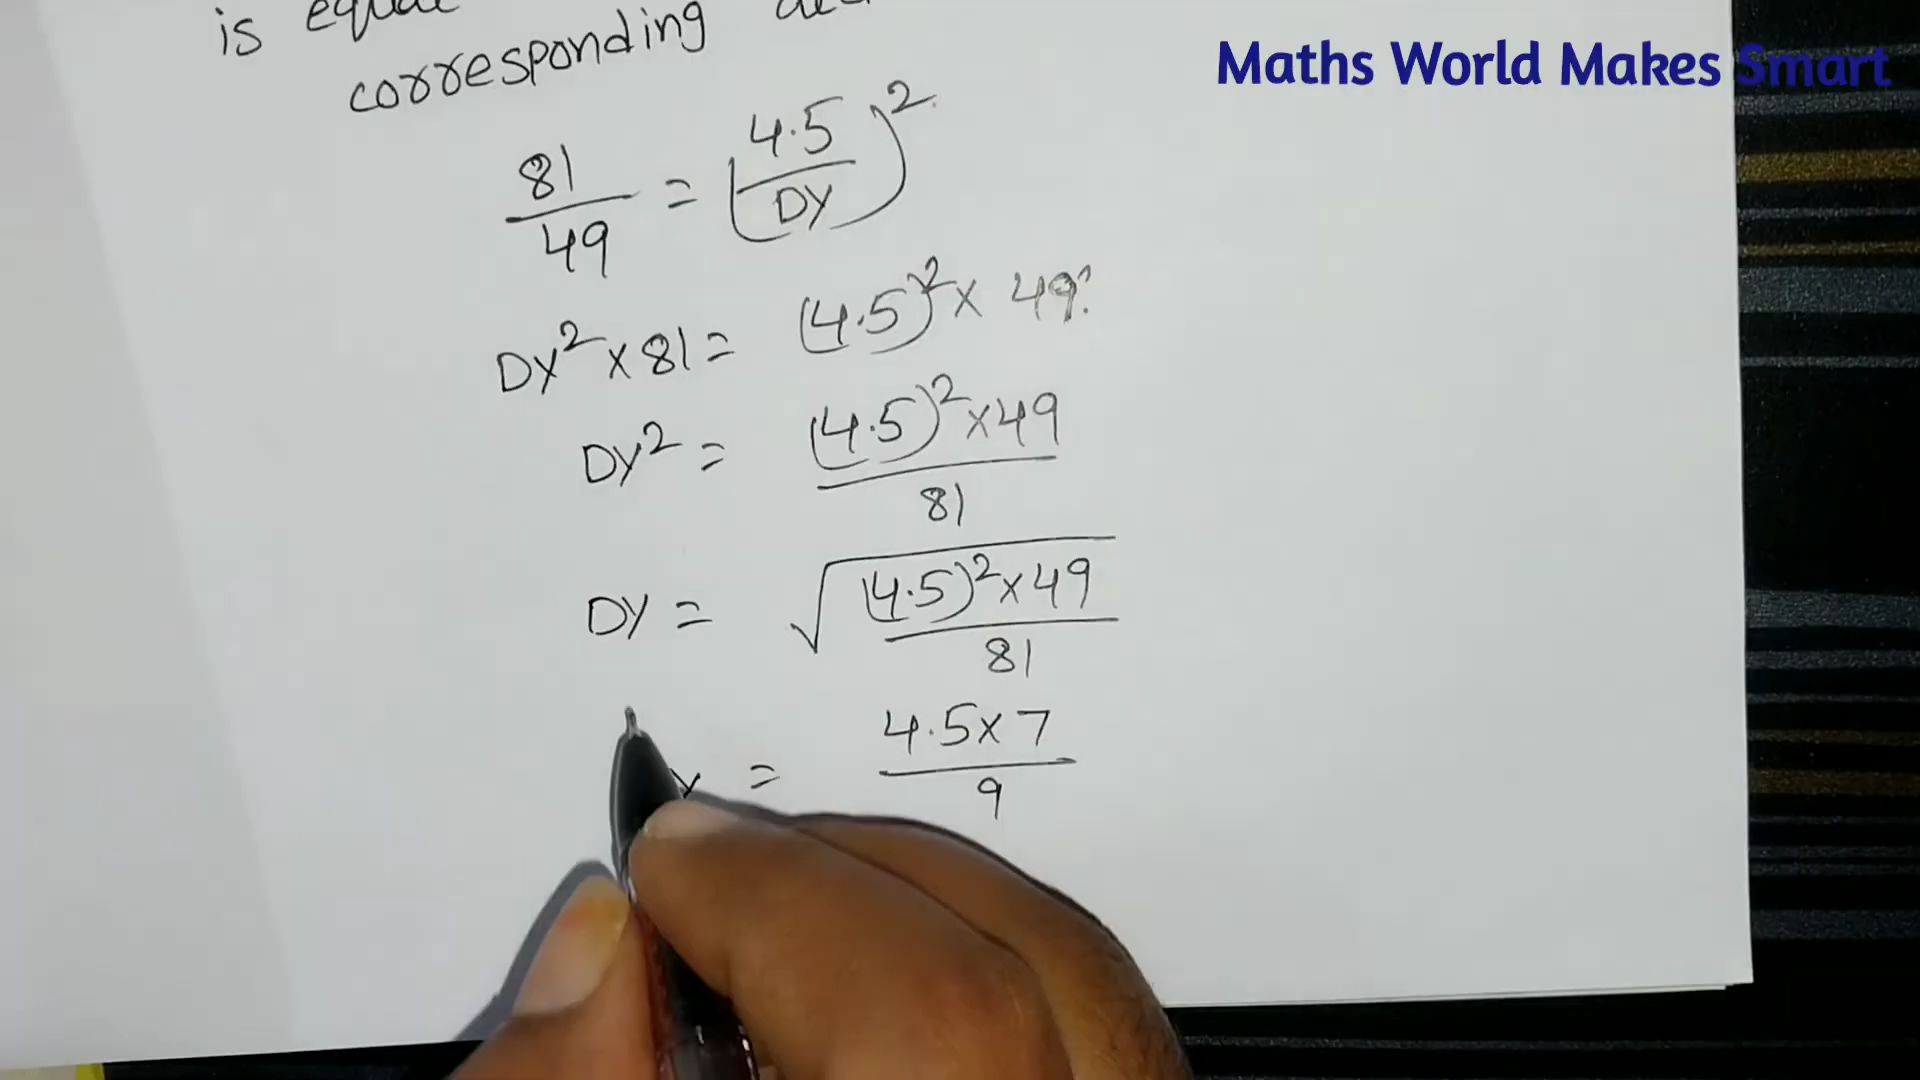 is equal
corresponding
Maths World Makes Smart
81/49 = (4.5/DY)²
DY² x 81 = (4.5)² x 49.
DY² = (4.5)² x 49/81
DY = √((4.5)² x 49/81)
Y = 4.5 x 7/9